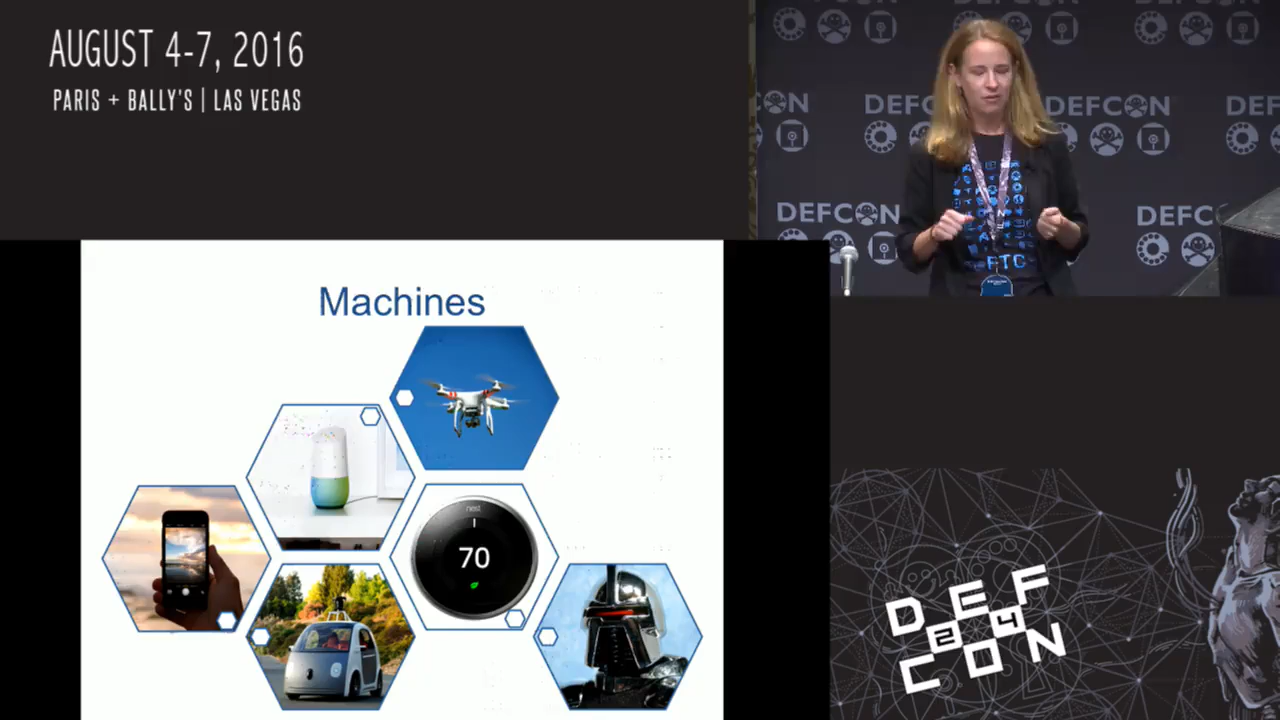 AUGUST 4-7, 2016
PARIS + BALLY'S | LAS VEGAS
DEFCON
DEFCON
DEF
DEFCON
DEFC
FTC
Machines
nest
70
DEF
24
CON